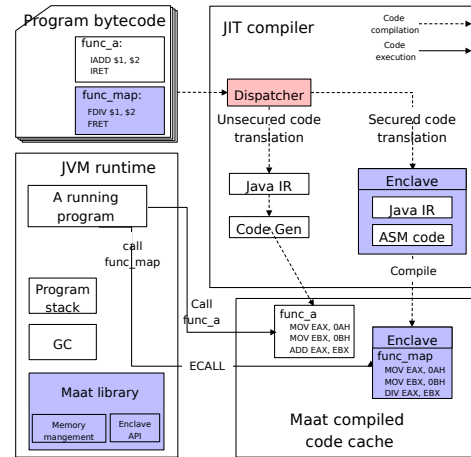 Program bytecode
func_a:
IADD $1, $2
IRET
func_map:
FDIV $1, $2
FRET
JIT compiler
Code
compilation
Code
execution
Dispatcher
Unsecured code
translation
Secured code
translation
Java IR
Code Gen
Enclave
Java IR
ASM code
Compile
JVM runtime
A running
program
call
func_map
Program
stack
GC
Call
func_a
ECALL
Maat library
Memory
mangement
Enclave
API
func_a
MOV EAX, 0AH
MOV EBX, 0BH
ADD EAX, EBX
Enclave
func_map
MOV EAX, 0AH
MOV EBX, 0BH
DIV EAX, EBX
Maat compiled
code cache